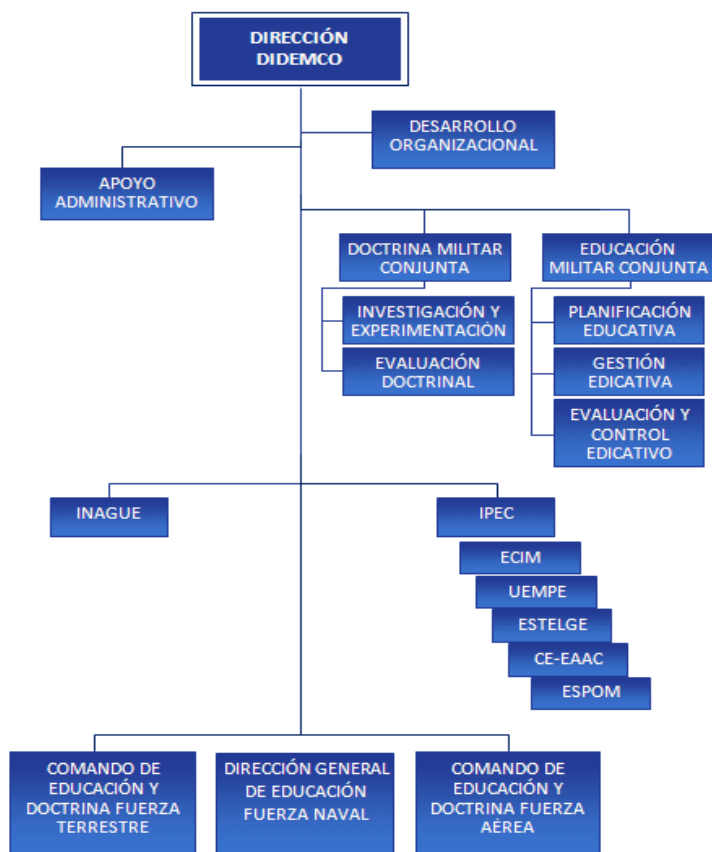 DIRECCIÓN
DIDEMCO
DESARROLLO
ORGANIZACIONAL
APOYO
ADMINISTRATIVO
DOCTRINA MILITAR
CONJUNTA
EDUCACIÓN
MILITAR CONJUNTA
INVESTIGACIÓN Y
EXPERIMENTACIÓN
PLANIFICACIÓN
EDUCATIVA
EVALUACIÓN
DOCTRINAL
GESTIÓN
EDICATIVA
EVALUACIÓN Y
CONTROL
EDICATIVO
INAGUE
IPEC
ECIM
UEMPE
ESTELGE
CE-EAAC
ESPOM
COMANDO DE
EDUCACIÓN Y
DOCTRINA FUERZA
TERRESTRE
DIRECCIÓN GENERAL
DE EDUCACIÓN
FUERZA NAVAL
COMANDO DE
EDUCACIÓN Y
DOCTRINA FUERZA
AÉREA